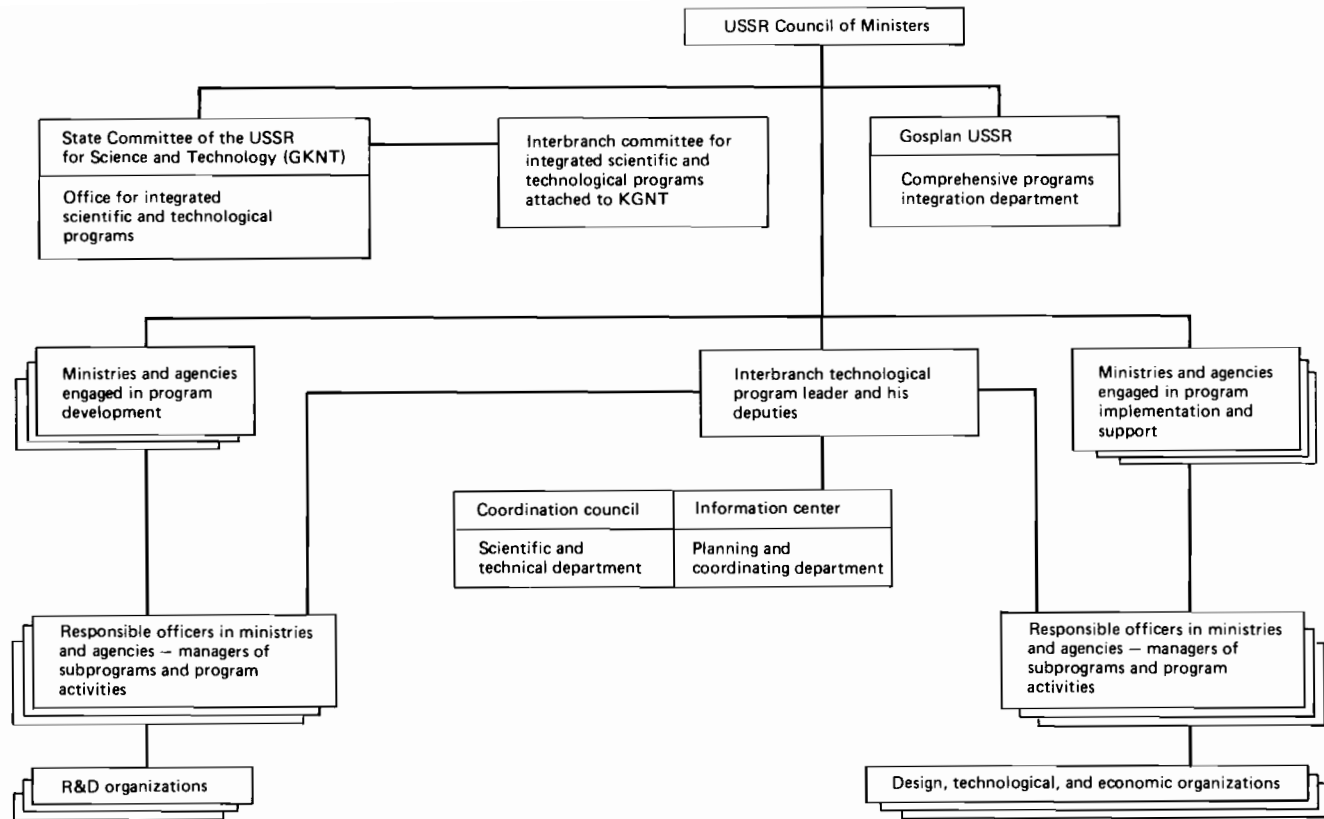 USSR Council of Ministers
State Committee of the USSR
for Science and Technology (GKNT)
Office for integrated
scientific and technological
programs
Interbranch committee for
integrated scientific and
technological programs
attached to KGNT
Gosplan USSR
Comprehensive programs
integration department
Ministries and agencies
engaged in program
development
Interbranch technological
program leader and his
deputies
Ministries and agencies
engaged in program
implementation and
support
Coordination council
Scientific and
technical department
Information center
Planning and
coordinating department
Responsible officers in ministries
and agencies — managers of
subprograms and program
activities
Responsible officers in ministries
and agencies — managers of
subprograms and program
activities
R&D organizations
Design, technological, and economic organizations